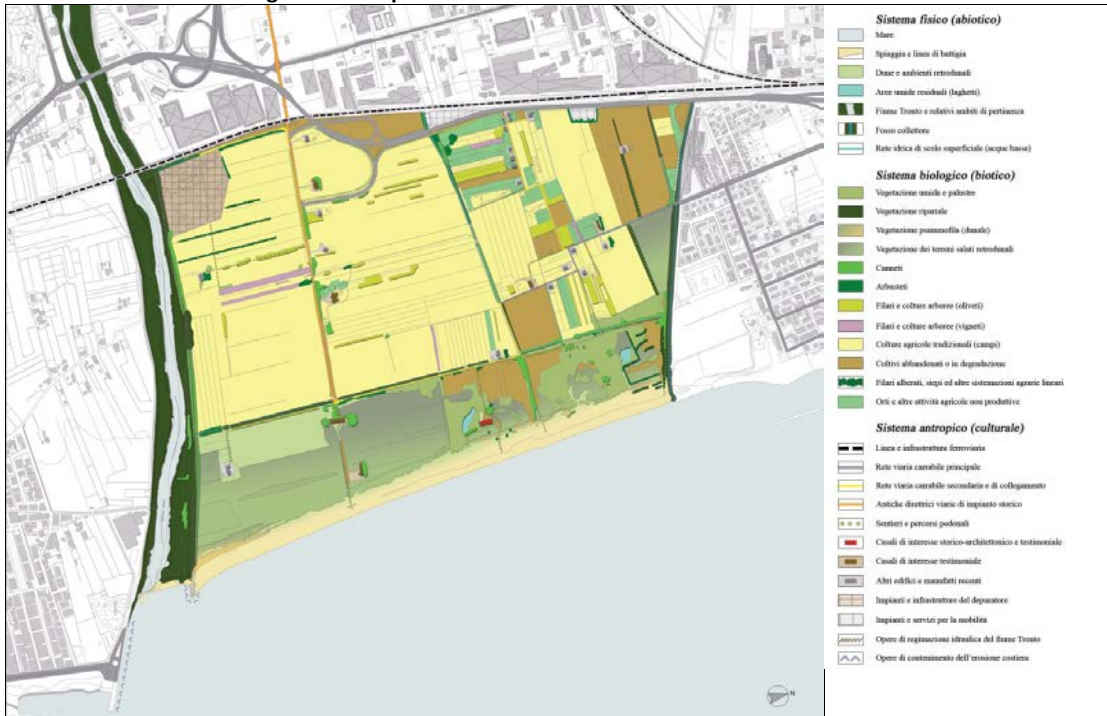 Sistema fisico (abiotico)
Mare
Spiaggia e linea di battigia
Dune e ambienti retrodunali
Aree umide residuali (laghetti)
Fiume Tronto e relativi ambiti di pertinenza
Fosso collettore
Rete idrica di scolo superficiale (acque basse)
Sistema biologico (biotico)
Vegetazione umida e palustre
Vegetazione ripariale
Vegetazione psammofila (dunale)
Vegetazione dei terreni salati retrodunali
Canneti
Arbusteti
Filari e colture arboree (oliveti)
Filari e colture arboree (vigneti)
Colture agricole tradizionali (campi)
Coltivi abbandonati o in degradazione
Filari alberati, siepi ed altre sistemazioni agrarie lineari
Orti e altre attività agricole non produttive
Sistema antropico (culturale)
Linea e infrastruttura ferroviaria
Rete viaria carrabile principale
Rete viaria carrabile secondaria e di collegamento
Antiche direttrici viarie di impianto storico
Sentieri e percorsi pedonali
Casali di interesse storico-architettonico e testimoniale
Casali di interesse testimoniale
Altri edifici e manufatti recenti
Impianti e infrastrutture del depuratore
Impianti e servizi per la mobilità
Opere di regimazione idraulica del fiume Tronto
Opere di contenimento dell'erosione costiera
N